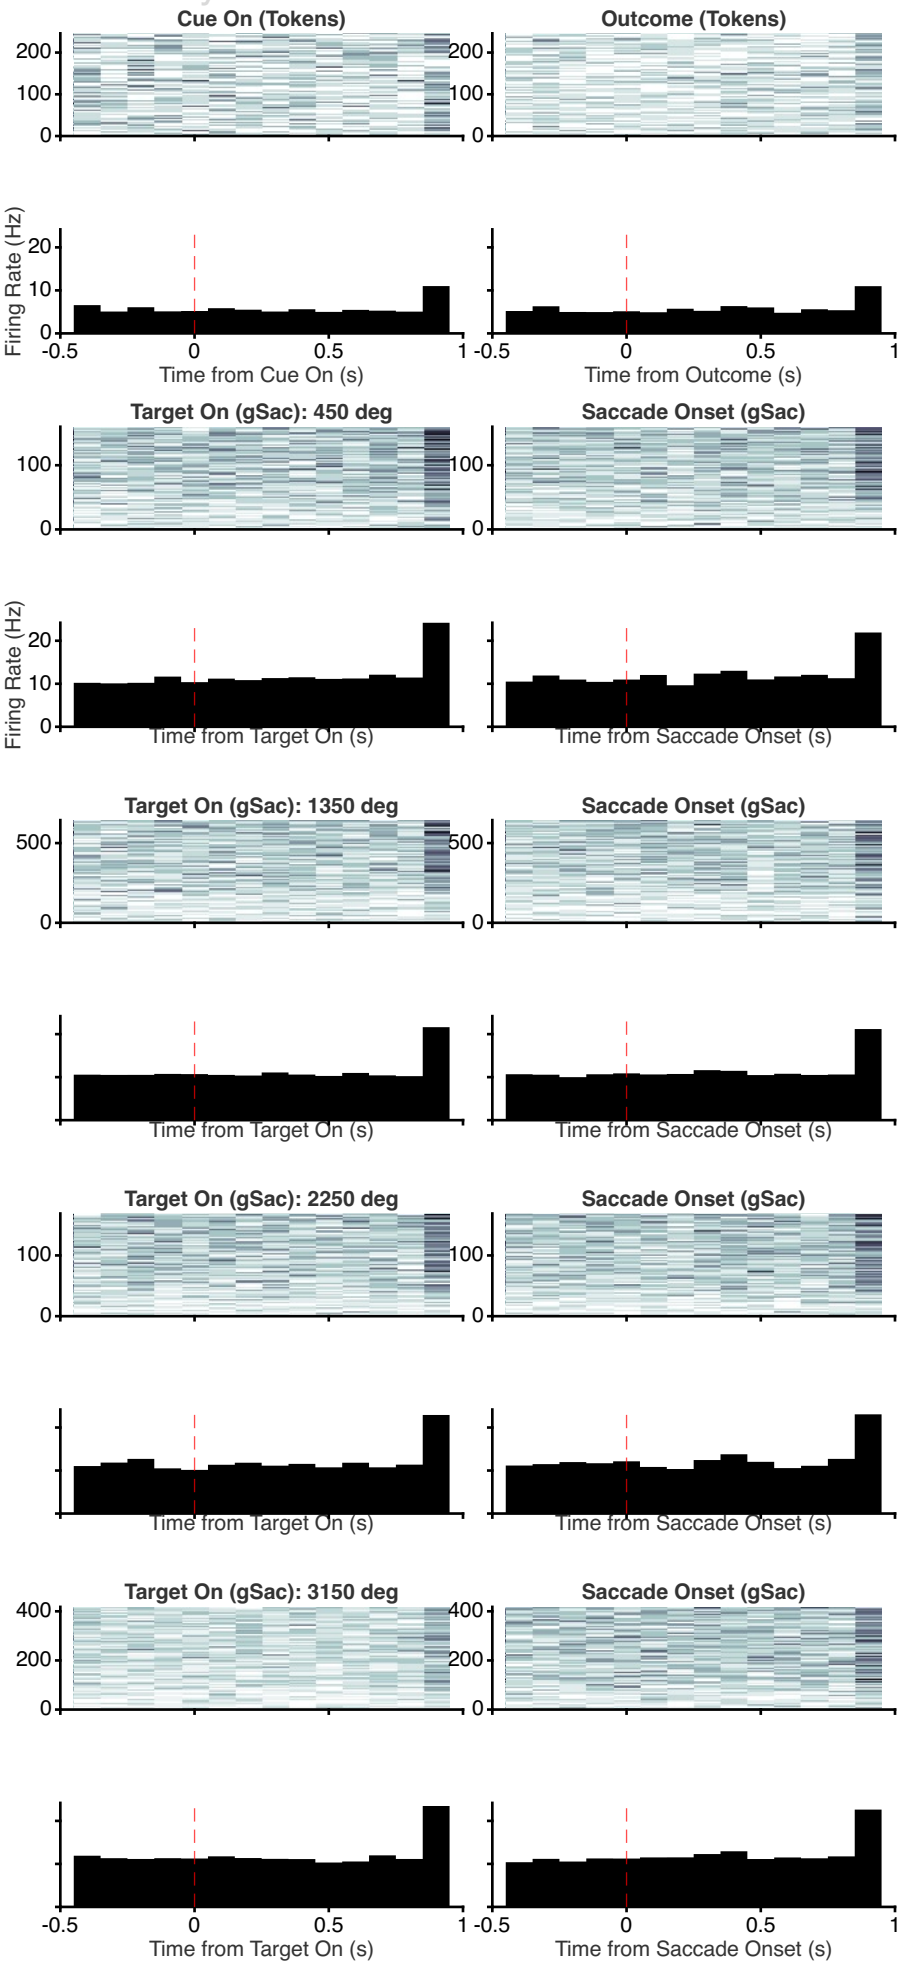 Cue On (Tokens) Outcome (Tokens)
200 200
100 100
0 0
Firing Rate (Hz)
20
10
0
-0.5 0 0.5 1 -0.5 0 0.5 1
Time from Cue On (s) Time from Outcome (s)
Target On (gSac): 450 deg Saccade Onset (gSac)
100 100
0 0
Firing Rate (Hz)
20
10
0
Time from Target On (s) Time from Saccade Onset (s)
Target On (gSac): 1350 deg Saccade Onset (gSac)
500 500
0 0
Time from Target On (s) Time from Saccade Onset (s)
Target On (gSac): 2250 deg Saccade Onset (gSac)
100 100
0 0
Time from Target On (s) Time from Saccade Onset (s)
Target On (gSac): 3150 deg Saccade Onset (gSac)
400 400
200 200
0 0
-0.5 0 0.5 1 -0.5 0 0.5 1
Time from Target On (s) Time from Saccade Onset (s)